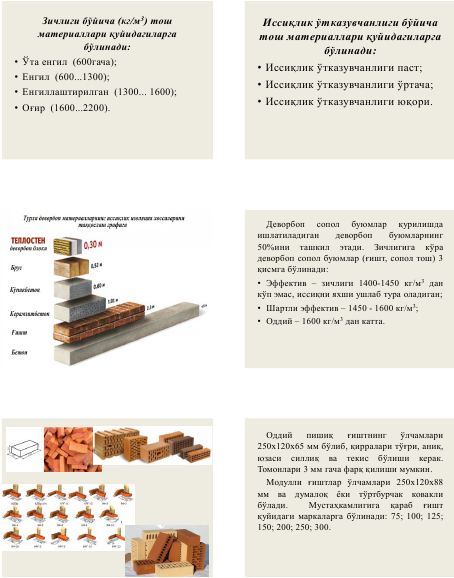 Зичлиги бўйича (кг/м³) тош
материаллари қуйидагиларга
бўлинади:
• Ўта енгил (600гача);
• Енгил (600...1300);
• Енгиллаштирилган (1300... 1600);
• Оғир (1600...2200).
Иссиқлик ўтказувчанлиги бўйича
тош материаллари қуйидагиларга
бўлинади:
• Иссиқлик ўтказувчанлиги паст;
• Иссиқлик ўтказувчанлиги ўртача;
• Иссиқлик ўтказувчанлиги юқори.
Турли деворбоп материалларнинг иссиқлик изоляция хоссаларини
таққослаш графиги
ТЕПЛОСТЕН
деворбоп блоки
0,30 м
Брус
0,52 м
Кўпикбетон
Керамзитбетон
Ғишт
Бетон
Деворбоп сопол буюмлар қурилишда
ишлатиладиган деворбоп буюмларнинг
50%ини ташкил этади. Зичлигига кўра
деворбоп сопол буюмлар (ғишт, сопол тош) 3
қисмга бўлинади:
• Эффектив – зичлиги 1400-1450 кг/м³ дан
кўп эмас, иссиқни яхши ушлаб тура оладиган;
• Шартли эффектив – 1450 - 1600 кг/м³;
• Оддий – 1600 кг/м³ дан катта.
Оддий пишиқ ғиштнинг ўлчамлари
250х120х65 мм бўлиб, қирралари тўғри, аниқ,
юзаси силлиқ ва текис бўлиши керак.
Томонлари 3 мм гача фарқ қилиши мумкин.
Модулли ғиштлар ўлчамлари 250х120х88
мм ва думалоқ ёки тўртбурчак ковакли
бўлади. Мустаҳкамлигига қараб ғишт
қуйидаги маркаларга бўлинади: 75; 100; 125;
150; 200; 250; 300.